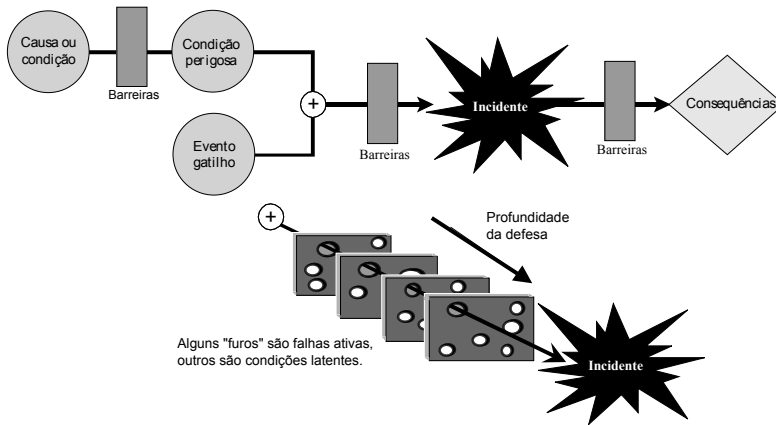 Causa ou
condição
Barreiras
Condição
perigosa
+
Evento
gatilho
Barreiras
Incidente
Barreiras
Consequências
+
Profundidade
da defesa
Alguns "furos" são falhas ativas,
outros são condições latentes.
Incidente